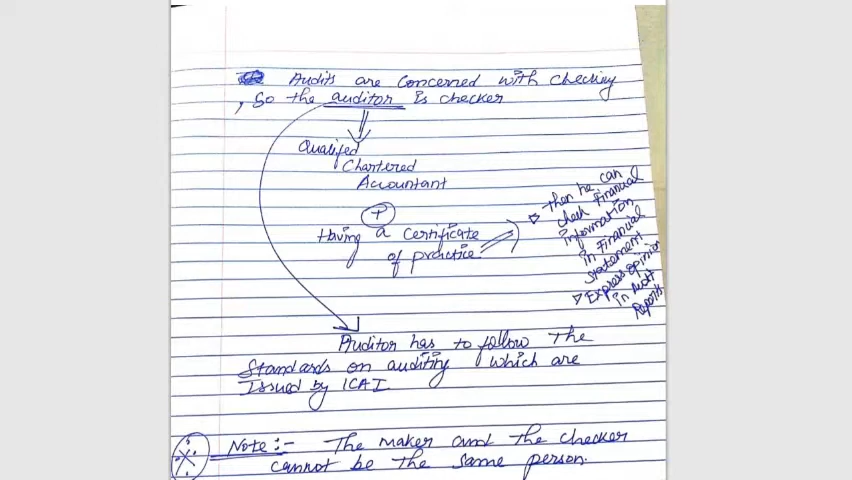 Audits are concerned with checking
, So the auditor is checker
Qualifed
Chartered
Accountant
+
Having a certificate
of practice
then he can
check financial
information
in Financial
statement
Express opinion
in Audit
Reports
Auditor has to follow the
Standards on auditing which are
Issued by ICAI
Note:- The maker and the checker
cannot be the same person.